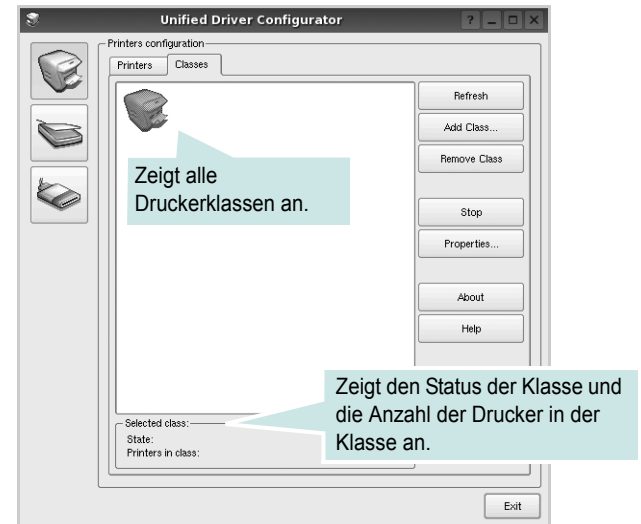 Unified Driver Configurator
Printers configuration
Printers Classes
Refresh
Add Class...
Remove Class
Zeigt alle
Druckerklassen an.
Stop
Properties...
About
Help
Zeigt den Status der Klasse und
die Anzahl der Drucker in der
Klasse an.
Selected class:
State:
Printers in class:
Exit